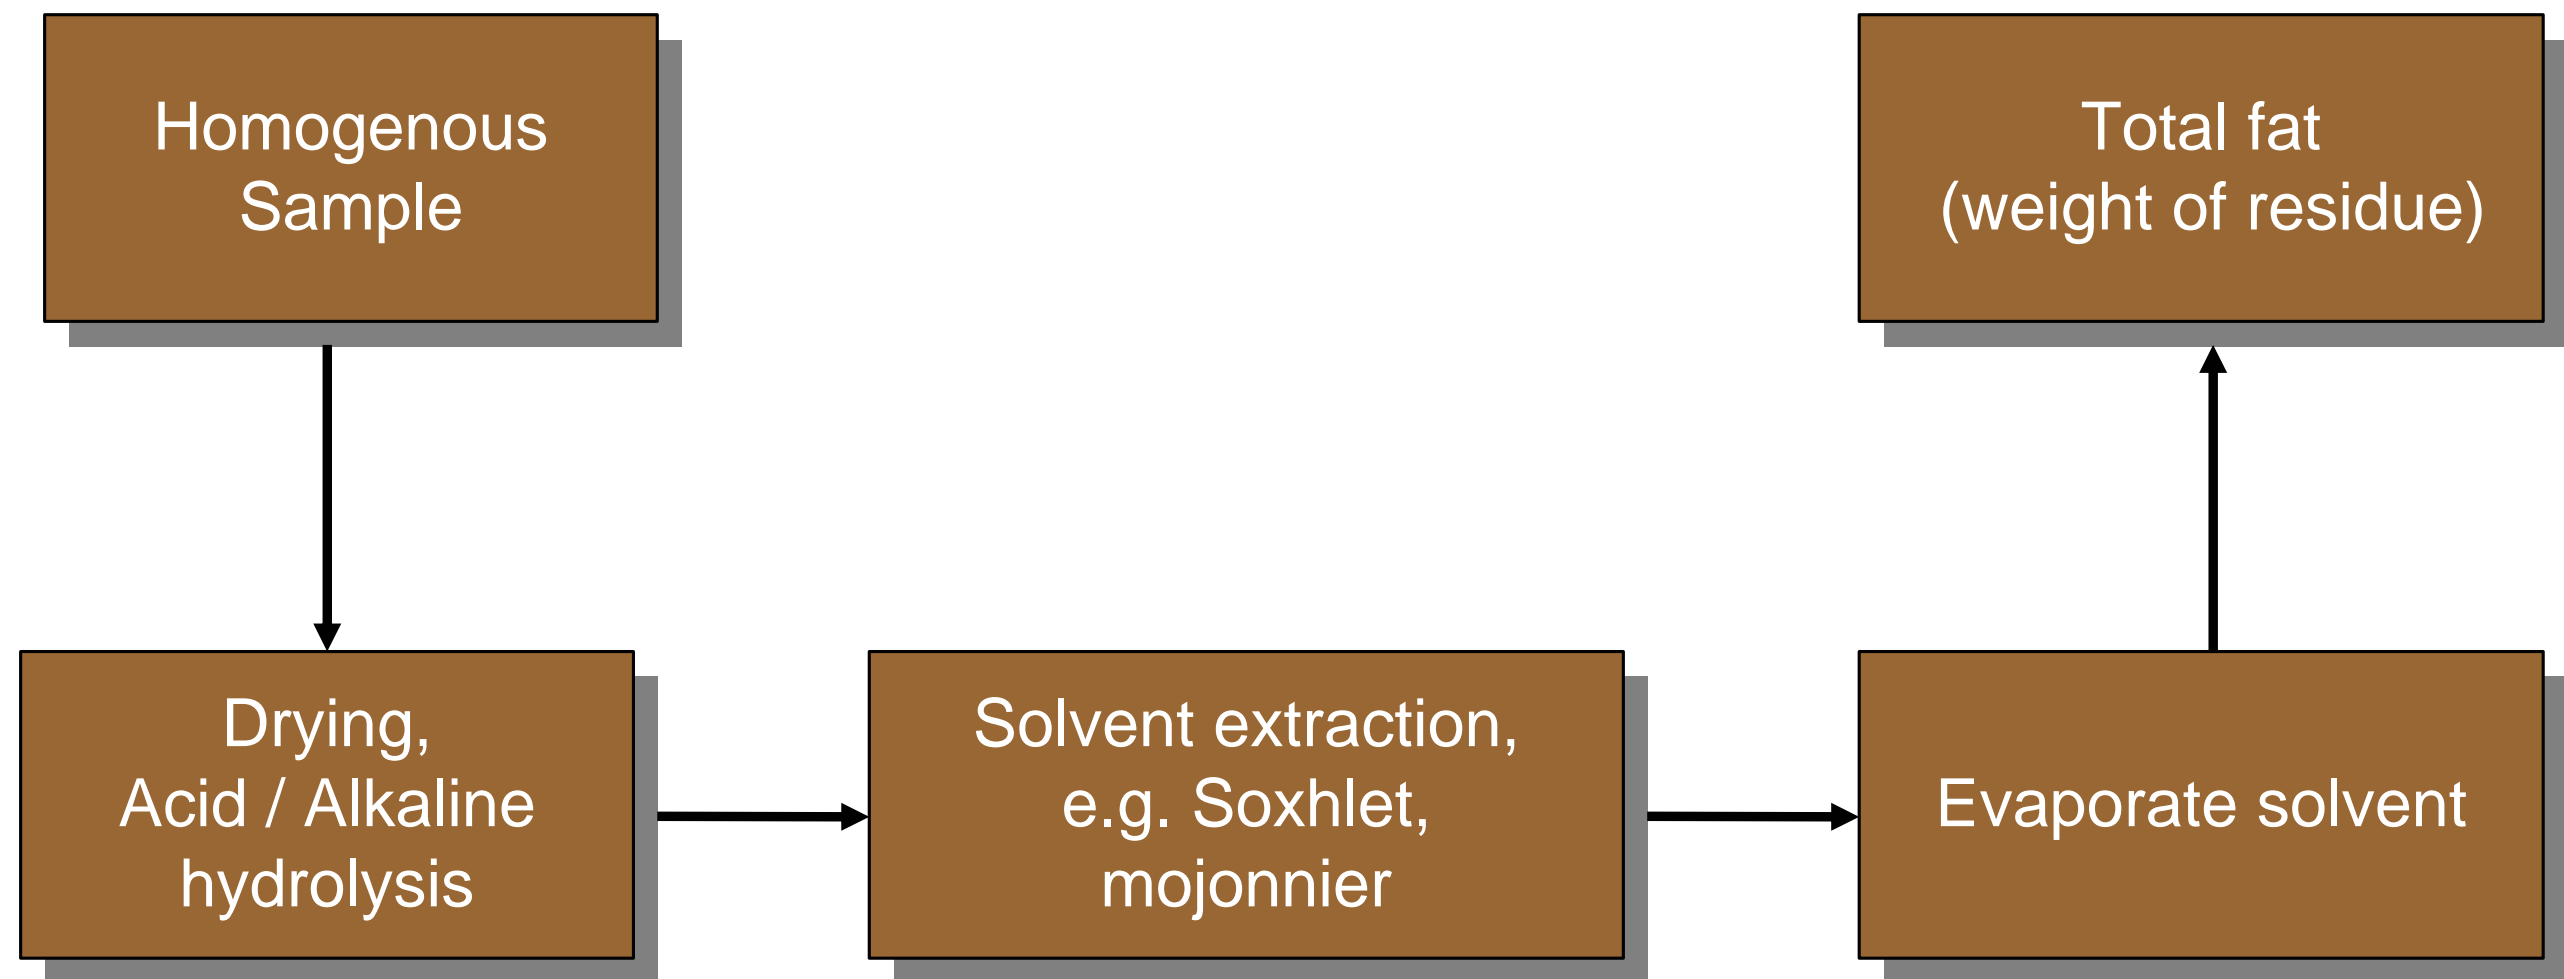 Homogenous
Sample
Drying,
Acid / Alkaline
hydrolysis
Solvent extraction,
e.g. Soxhlet,
mojonnier
Evaporate solvent
Total fat
(weight of residue)